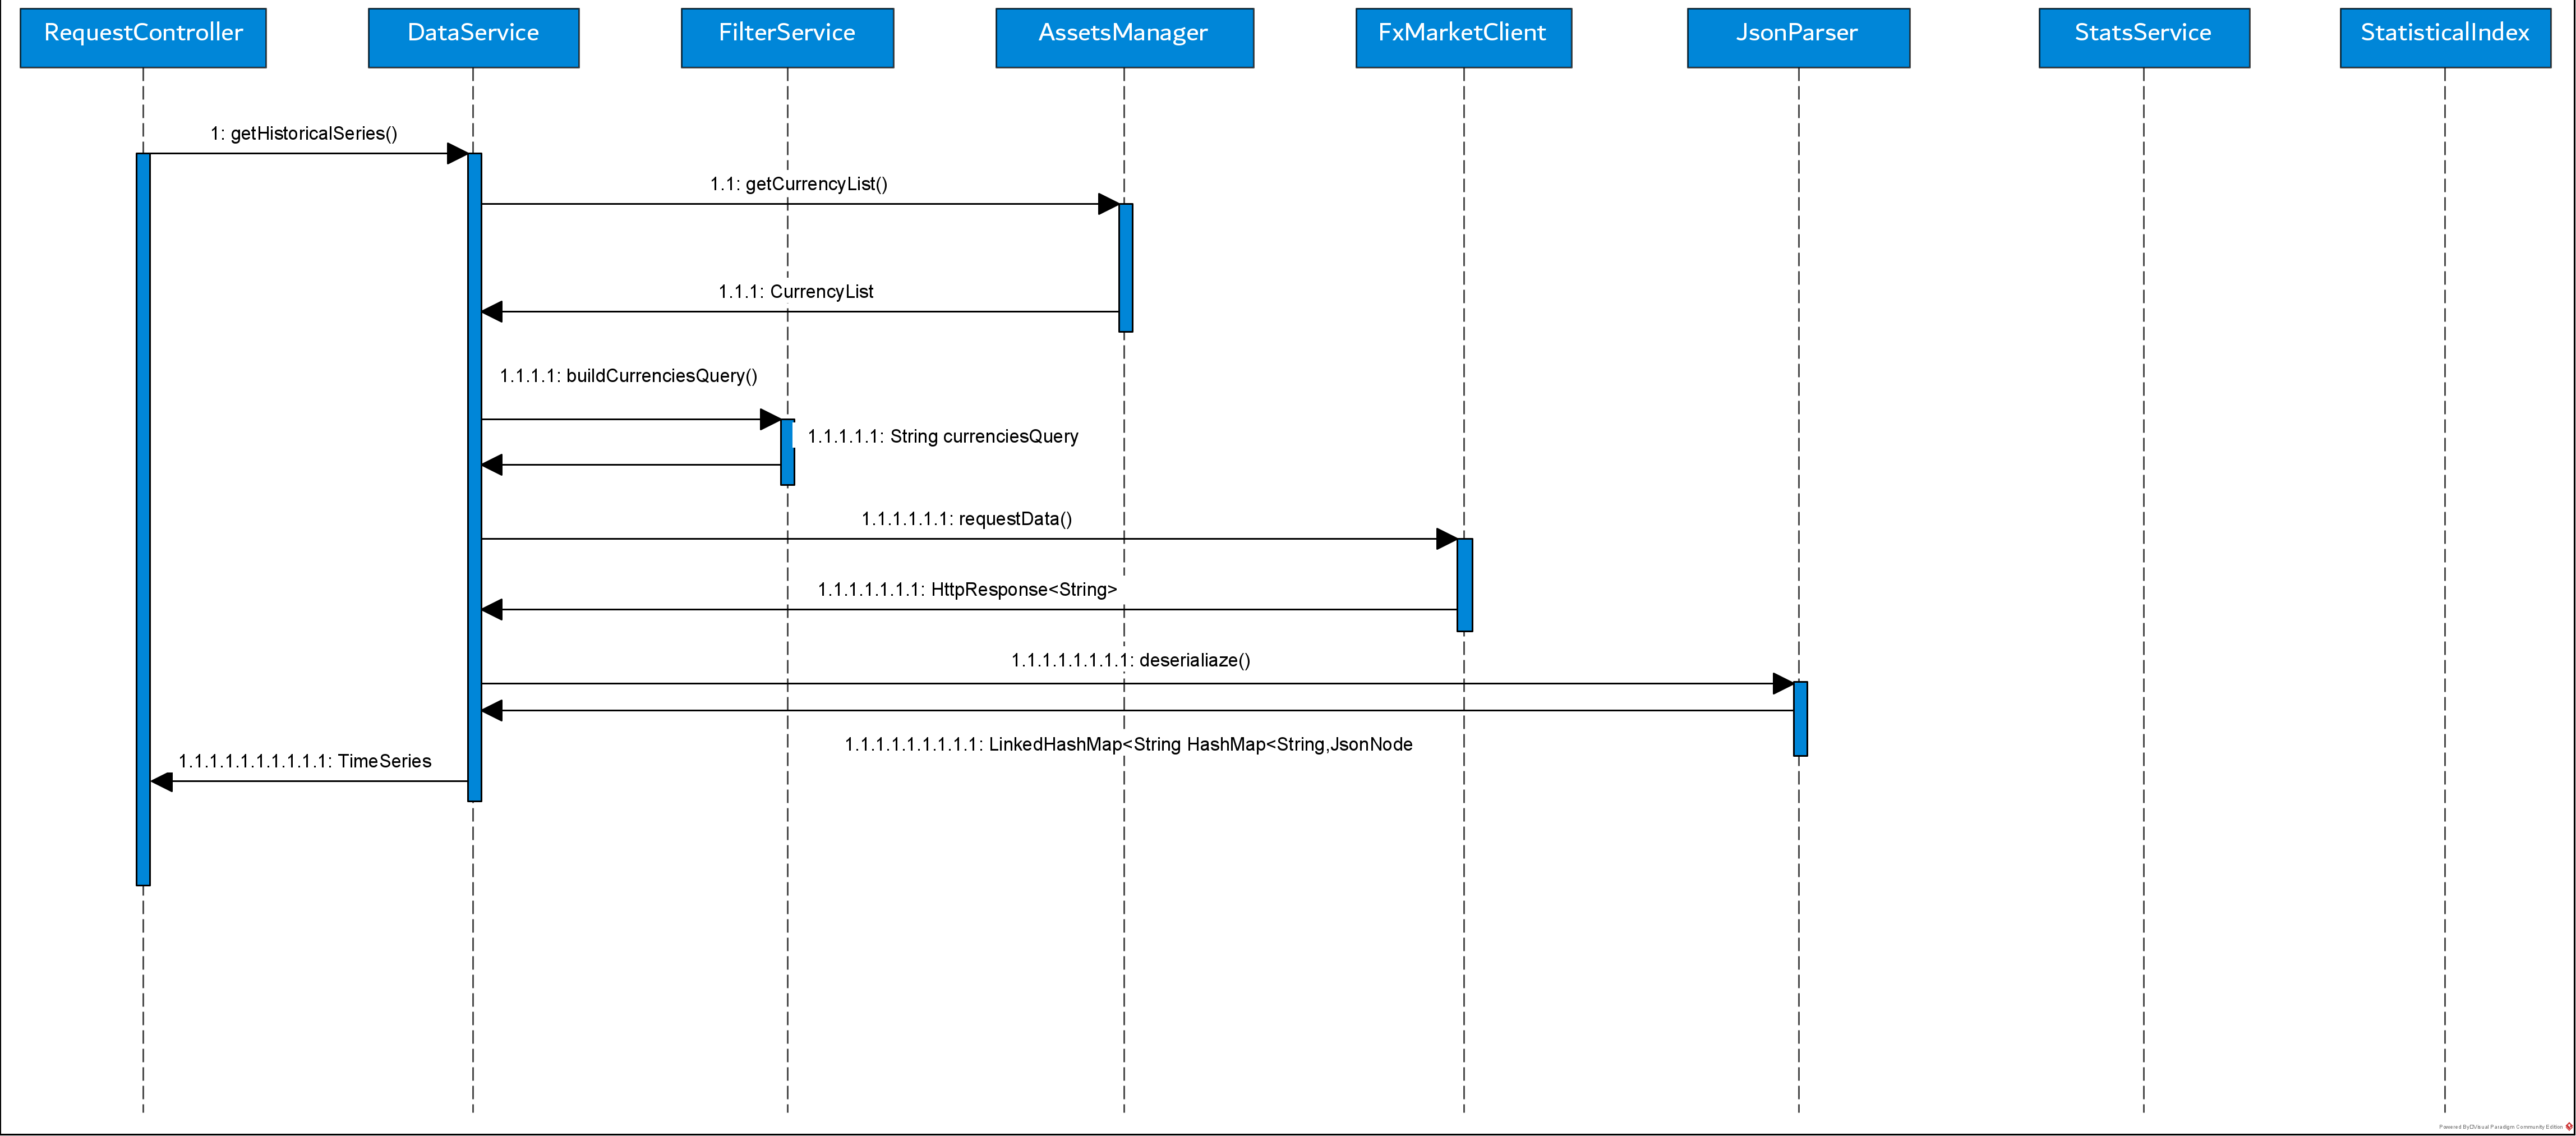 RequestController
DataService
FilterService
AssetsManager
FxMarketClient
JsonParser
StatsService
StatisticalIndex
1: getHistoricalSeries()
1.1: getCurrencyList()
1.1.1: CurrencyList
1.1.1.1: buildCurrenciesQuery()
1.1.1.1.1: String currenciesQuery
1.1.1.1.1.1: requestData()
1.1.1.1.1.1.1: HttpResponse<String>
1.1.1.1.1.1.1.1: deserialiaze()
1.1.1.1.1.1.1.1.1: LinkedHashMap<String HashMap<String,JsonNode
1.1.1.1.1.1.1.1.1.1: TimeSeries
Powered By Visual Paradigm Community Edition